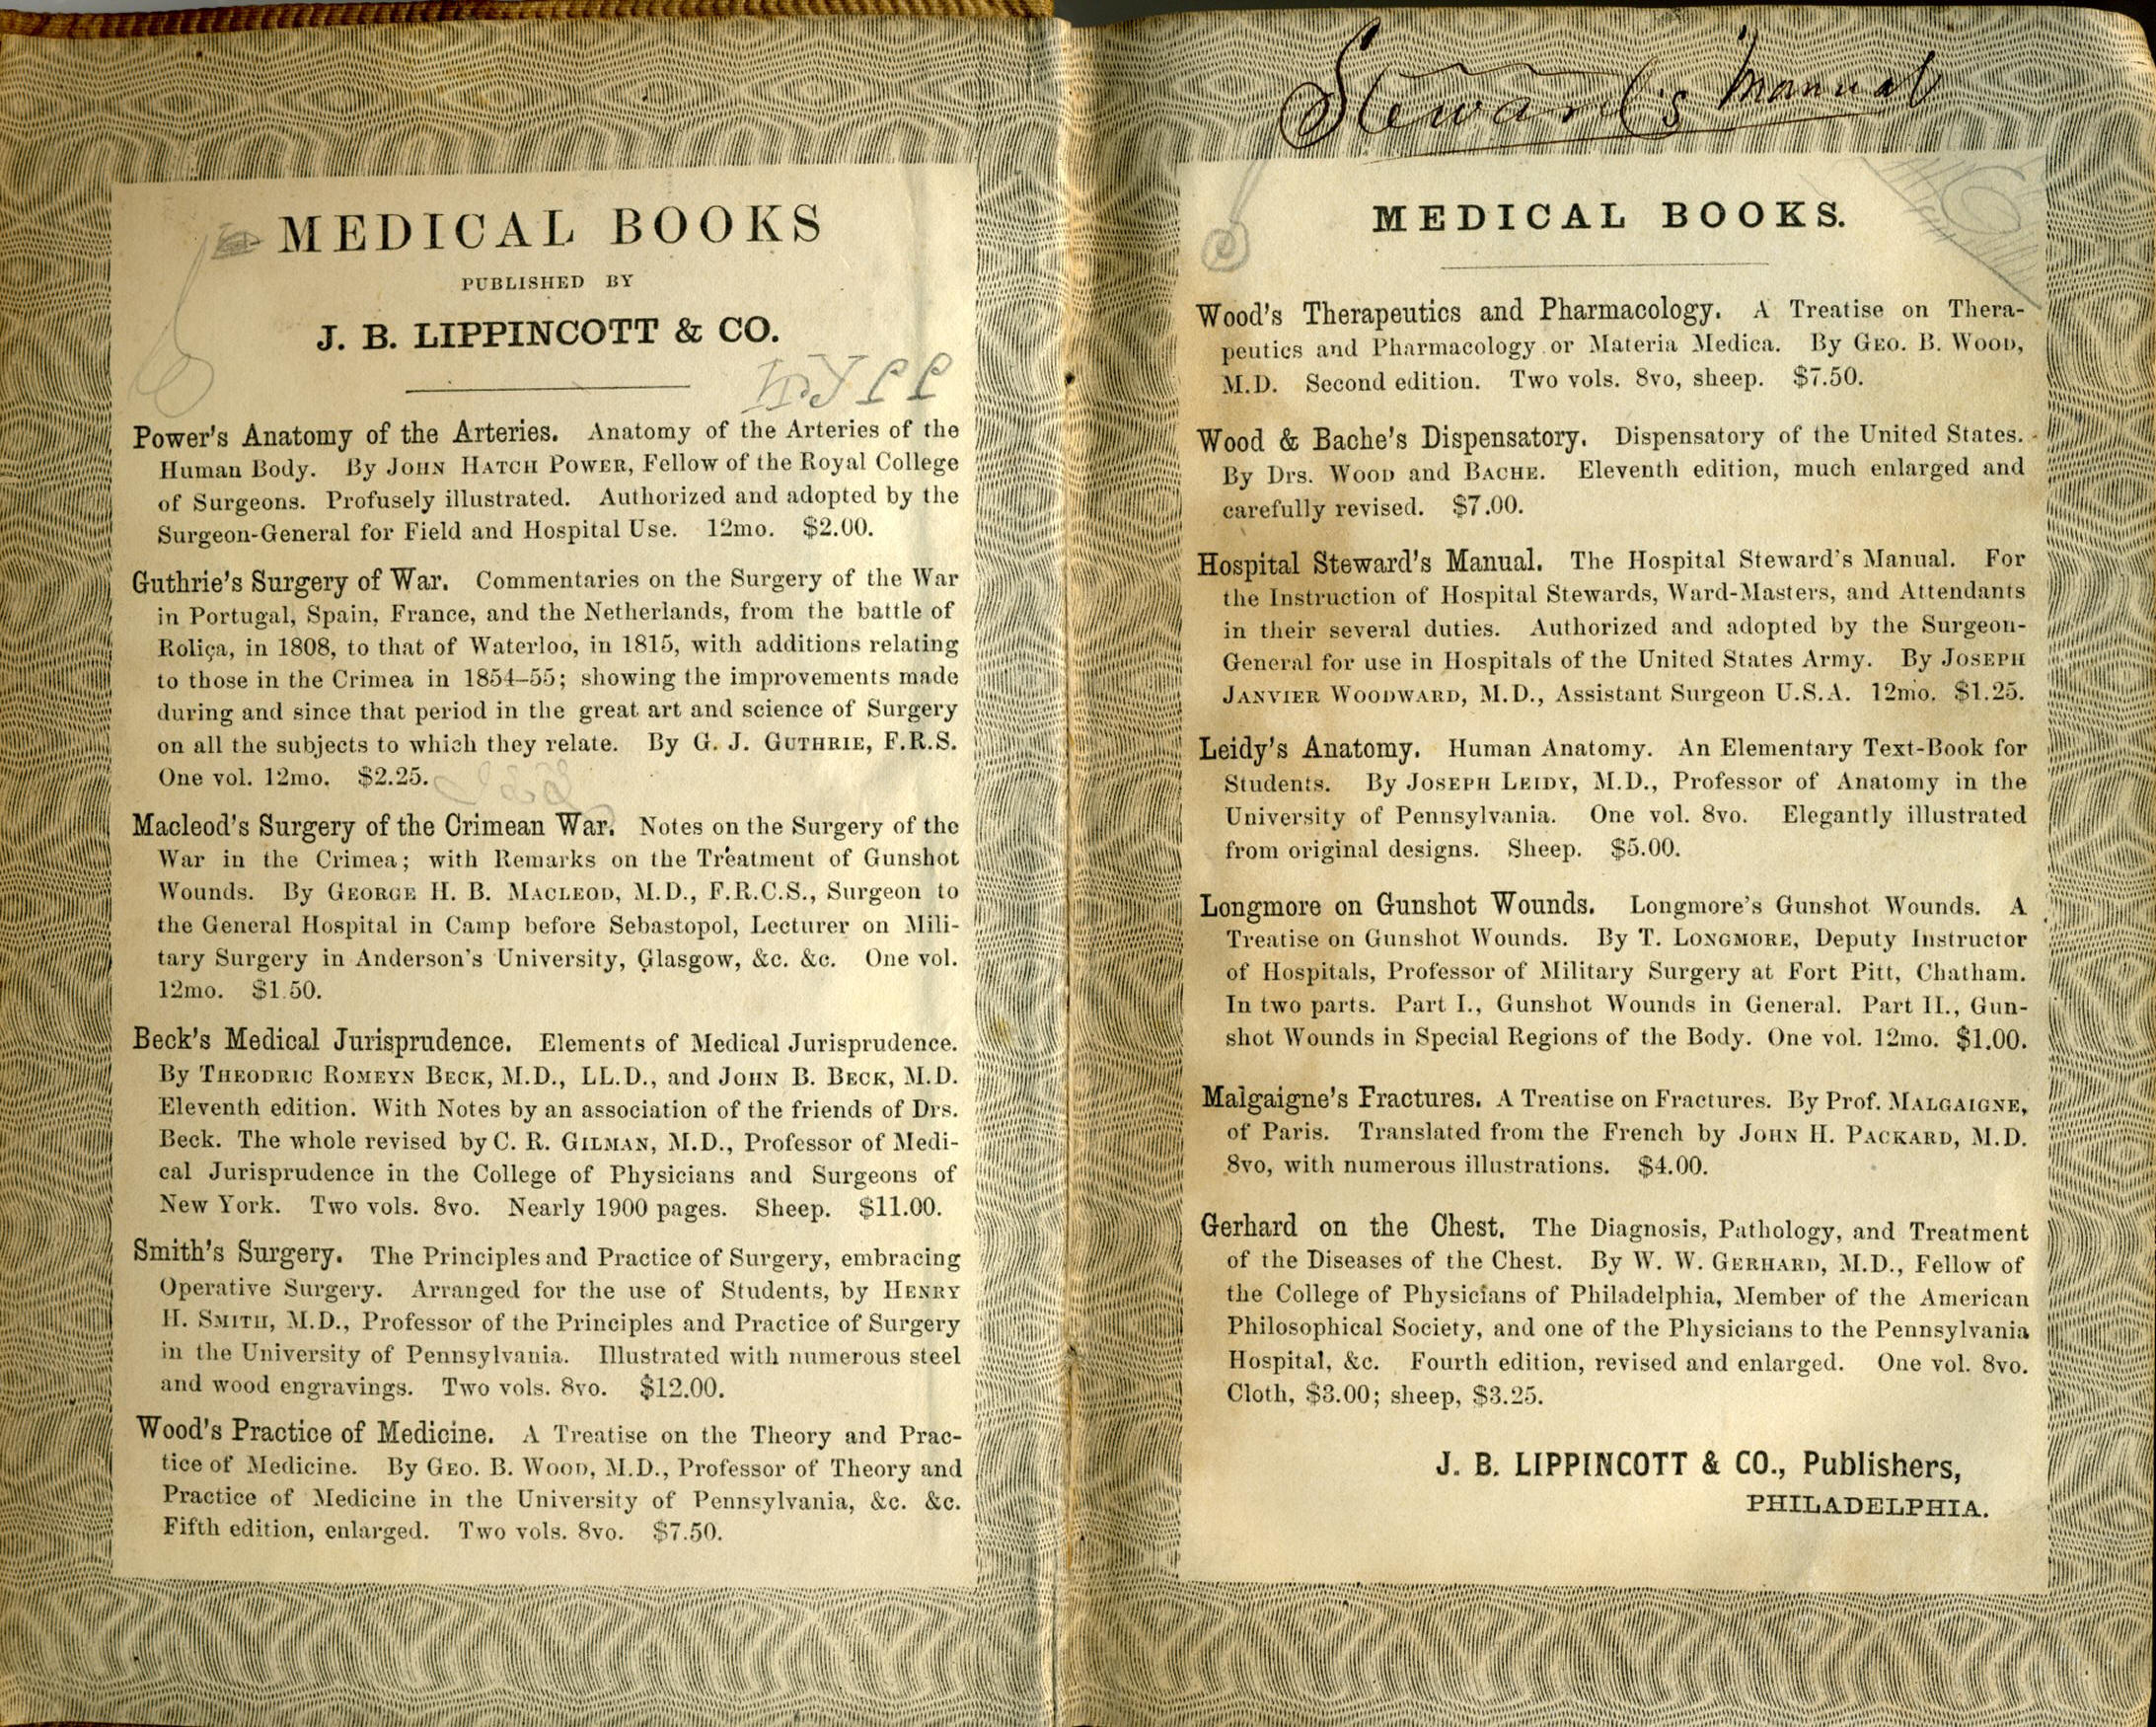 MEDICAL BOOKS
PUBLISHED BY
J. B. LIPPINCOTT & CO.
Power's Anatomy of the Arteries. Anatomy of the Arteries of the
Human Body. By JOHN HATCH POWER, Fellow of the Royal College
of Surgeons. Profusely illustrated. Authorized and adopted by the
Surgeon-General for Field and Hospital Use. 12mo. $2.00.
Guthrie's Surgery of War. Commentaries on the Surgery of the War
in Portugal, Spain, France, and the Netherlands, from the battle of
Roliça, in 1808, to that of Waterloo, in 1815, with additions relating
to those in the Crimea in 1854–55; showing the improvements made
during and since that period in the great art and science of Surgery
on all the subjects to which they relate. By G. J. GUTHRIE, F.R.S.
One vol. 12mo. $2.25.
Macleod's Surgery of the Crimean War. Notes on the Surgery of the
War in the Crimea; with Remarks on the Treatment of Gunshot
Wounds. By GEORGE H. B. MACLEOD, M.D., F.R.C.S., Surgeon to
the General Hospital in Camp before Sebastopol, Lecturer on Mili-
tary Surgery in Anderson's University, Glasgow, &c. &c. One vol.
12mo. $1.50.
Beck's Medical Jurisprudence. Elements of Medical Jurisprudence.
By THEODRIC ROMEYN BECK, M.D., LL.D., and JOHN B. BECK, M.D.
Eleventh edition. With Notes by an association of the friends of Drs.
Beck. The whole revised by C. R. GILMAN, M.D., Professor of Medi-
cal Jurisprudence in the College of Physicians and Surgeons of
New York. Two vols. 8vo. Nearly 1900 pages. Sheep. $11.00.
Smith's Surgery. The Principles and Practice of Surgery, embracing
Operative Surgery. Arranged for the use of Students, by HENRY
H. SMITH, M.D., Professor of the Principles and Practice of Surgery
in the University of Pennsylvania. Illustrated with numerous steel
and wood engravings. Two vols. 8vo. $12.00.
Wood's Practice of Medicine. A Treatise on the Theory and Prac-
tice of Medicine. By GEO. B. WOOD, M.D., Professor of Theory and
Practice of Medicine in the University of Pennsylvania, &c. &c.
Fifth edition, enlarged. Two vols. 8vo. $7.50.
Steward's Manual
MEDICAL BOOKS.
Wood's Therapeutics and Pharmacology. A Treatise on Thera-
peutics and Pharmacology or Materia Medica. By GEO. B. WOOD,
M.D. Second edition. Two vols. 8vo, sheep. $7.50.
Wood & Bache's Dispensatory. Dispensatory of the United States.
By Drs. WOOD and BACHE. Eleventh edition, much enlarged and
carefully revised. $7.00.
Hospital Steward's Manual. The Hospital Steward's Manual. For
the Instruction of Hospital Stewards, Ward-Masters, and Attendants
in their several duties. Authorized and adopted by the Surgeon-
General for use in Hospitals of the United States Army. By JOSEPH
JANVIER WOODWARD, M.D., Assistant Surgeon U.S.A. 12mo. $1.25.
Leidy's Anatomy. Human Anatomy. An Elementary Text-Book for
Students. By JOSEPH LEIDY, M.D., Professor of Anatomy in the
University of Pennsylvania. One vol. 8vo. Elegantly illustrated
from original designs. Sheep. $5.00.
Longmore on Gunshot Wounds. Longmore's Gunshot Wounds. A
Treatise on Gunshot Wounds. By T. LONGMORE, Deputy Instructor
of Hospitals, Professor of Military Surgery at Fort Pitt, Chatham.
In two parts. Part I., Gunshot Wounds in General. Part II., Gun-
shot Wounds in Special Regions of the Body. One vol. 12mo. $1.00.
Malgaigne's Fractures. A Treatise on Fractures. By Prof. MALGAIGNE,
of Paris. Translated from the French by JOHN H. PACKARD, M.D.
8vo, with numerous illustrations. $4.00.
Gerhard on the Chest. The Diagnosis, Pathology, and Treatment
of the Diseases of the Chest. By W. W. GERHARD, M.D., Fellow of
the College of Physicians of Philadelphia, Member of the American
Philosophical Society, and one of the Physicians to the Pennsylvania
Hospital, &c. Fourth edition, revised and enlarged. One vol. 8vo.
Cloth, $3.00; sheep, $3.25.
J. B. LIPPINCOTT & CO., Publishers,
PHILADELPHIA.